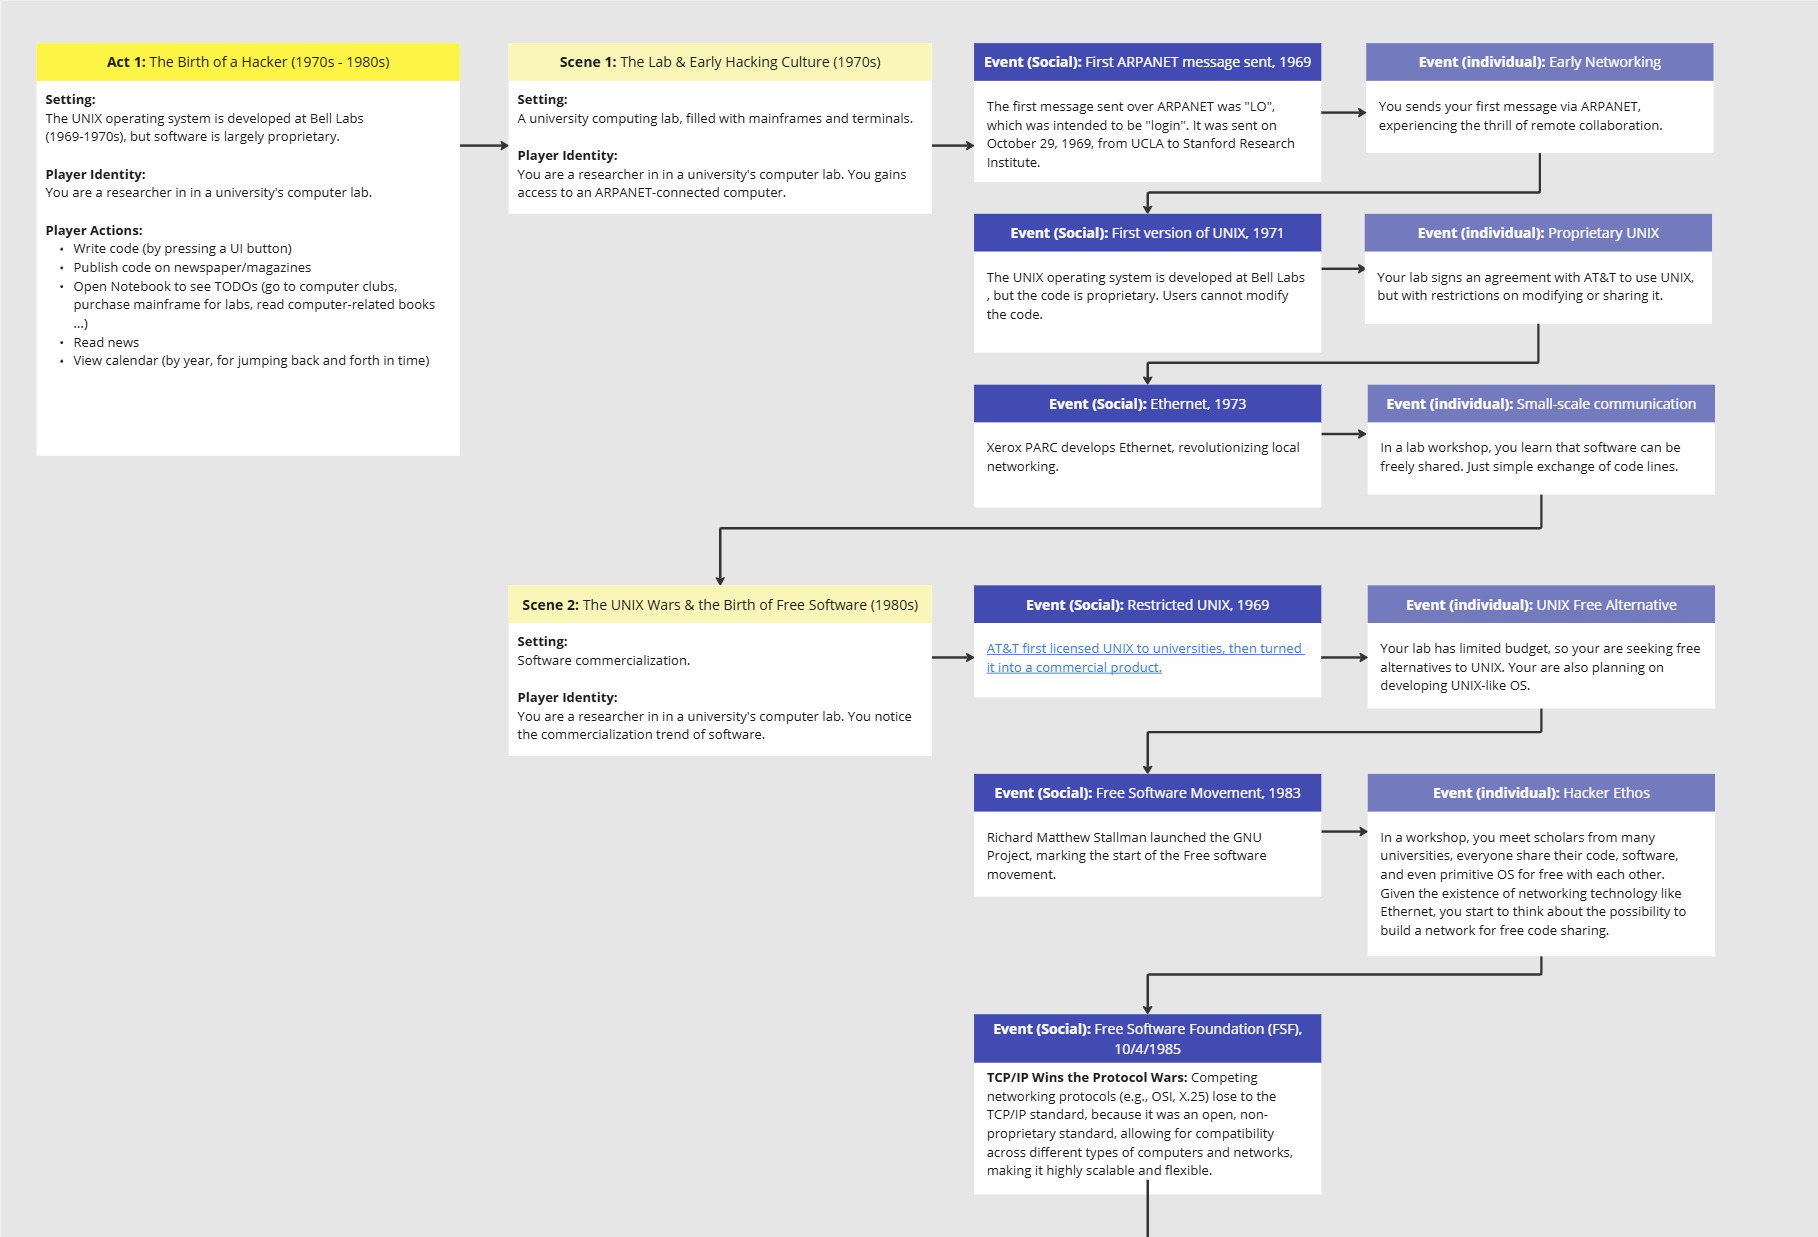 Act 1: The Birth of a Hacker (1970s - 1980s)
Setting:
The UNIX operating system is developed at Bell Labs
(1969-1970s), but software is largely proprietary.
Player Identity:
You are a researcher in in a university's computer lab.
Player Actions:
• Write code (by pressing a UI button)
• Publish code on newspaper/magazines
• Open Notebook to see TODOs (go to computer clubs,
purchase mainframe for labs, read computer-related books
...)
• Read news
• View calendar (by year, for jumping back and forth in time)
Scene 1: The Lab & Early Hacking Culture (1970s)
Setting:
A university computing lab, filled with mainframes and terminals.
Player Identity:
You are a researcher in in a university's computer lab. You gains
access to an ARPANET-connected computer.
Event (Social): First ARPANET message sent, 1969
The first message sent over ARPANET was "LO",
which was intended to be "login". It was sent on
October 29, 1969, from UCLA to Stanford Research
Institute.
Event (individual): Early Networking
You sends your first message via ARPANET,
experiencing the thrill of remote collaboration.
Event (Social): First version of UNIX, 1971
The UNIX operating system is developed at Bell Labs
, but the code is proprietary. Users cannot modify
the code.
Event (individual): Proprietary UNIX
Your lab signs an agreement with AT&T to use UNIX,
but with restrictions on modifying or sharing it.
Event (Social): Ethernet, 1973
Xerox PARC develops Ethernet, revolutionizing local
networking.
Event (individual): Small-scale communication
In a lab workshop, you learn that software can be
freely shared. Just simple exchange of code lines.
Scene 2: The UNIX Wars & the Birth of Free Software (1980s)
Setting:
Software commercialization.
Player Identity:
You are a researcher in in a university's computer lab. You notice
the commercialization trend of software.
Event (Social): Restricted UNIX, 1969
AT&T first licensed UNIX to universities, then turned
it into a commercial product.
Event (individual): UNIX Free Alternative
Your lab has limited budget, so your are seeking free
alternatives to UNIX. Your are also planning on
developing UNIX-like OS.
Event (Social): Free Software Movement, 1983
Richard Matthew Stallman launched the GNU
Project, marking the start of the Free software
movement.
Event (individual): Hacker Ethos
In a workshop, you meet scholars from many
universities, everyone share their code, software,
and even primitive OS for free with each other.
Given the existence of networking technology like
Ethernet, you start to think about the possibility to
build a network for free code sharing.
Event (Social): Free Software Foundation (FSF),
10/4/1985
TCP/IP Wins the Protocol Wars: Competing
networking protocols (e.g., OSI, X.25) lose to the
TCP/IP standard, because it was an open, non-
proprietary standard, allowing for compatibility
across different types of computers and networks,
making it highly scalable and flexible.